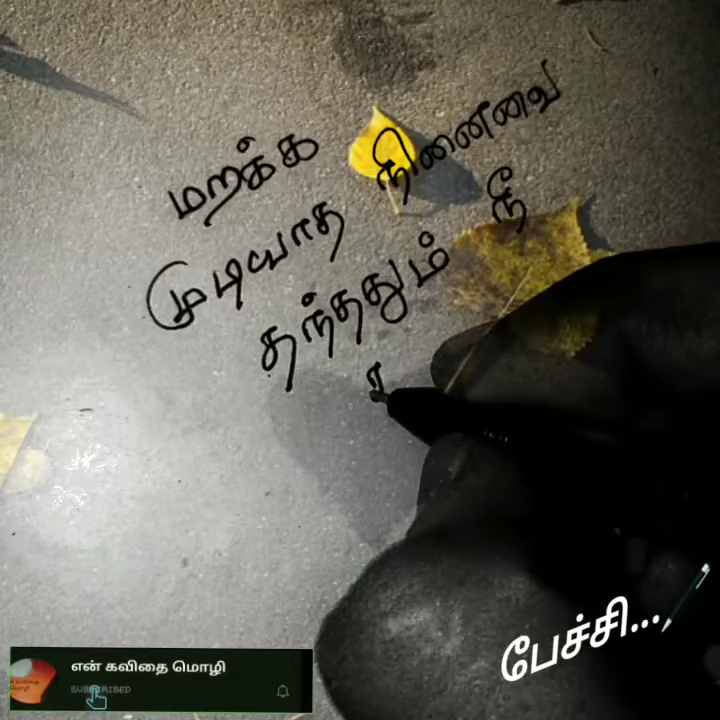 மறக்க
முடியாத நினைவை
தந்ததும் நீ
பேச்சி...
என் கவிதை மொழி
SUBSCRIBED